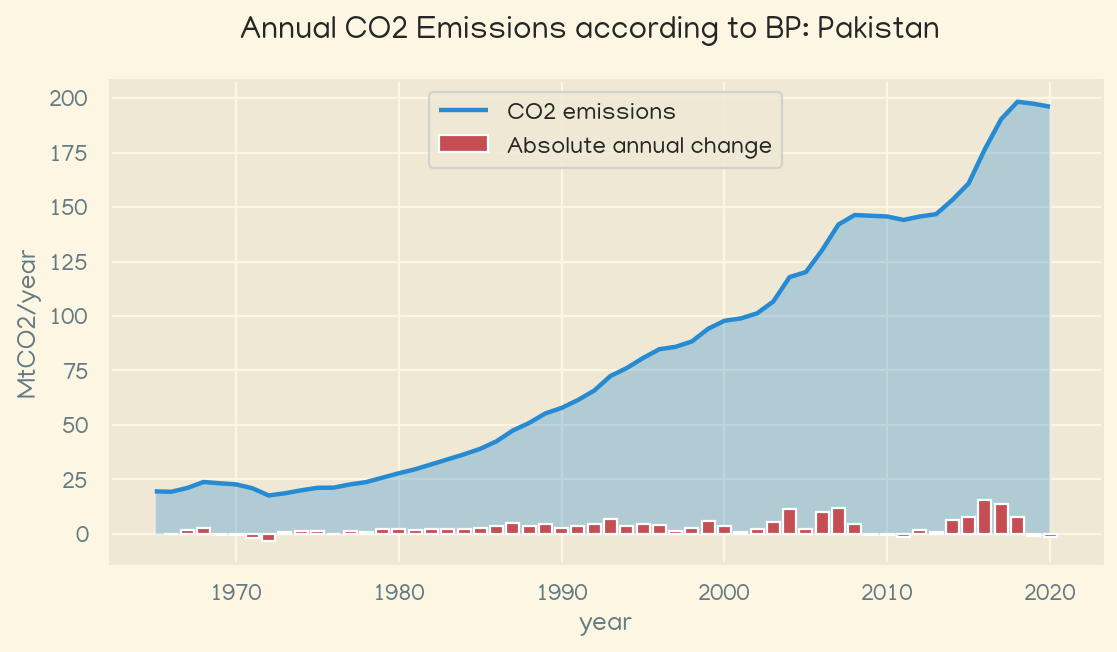 Annual CO2 Emissions according to BP: Pakistan
CO2 emissions
Absolute annual change
MtCO2/year
200
175
150
125
100
75
50
25
0
1970 1980 1990 2000 2010 2020
year